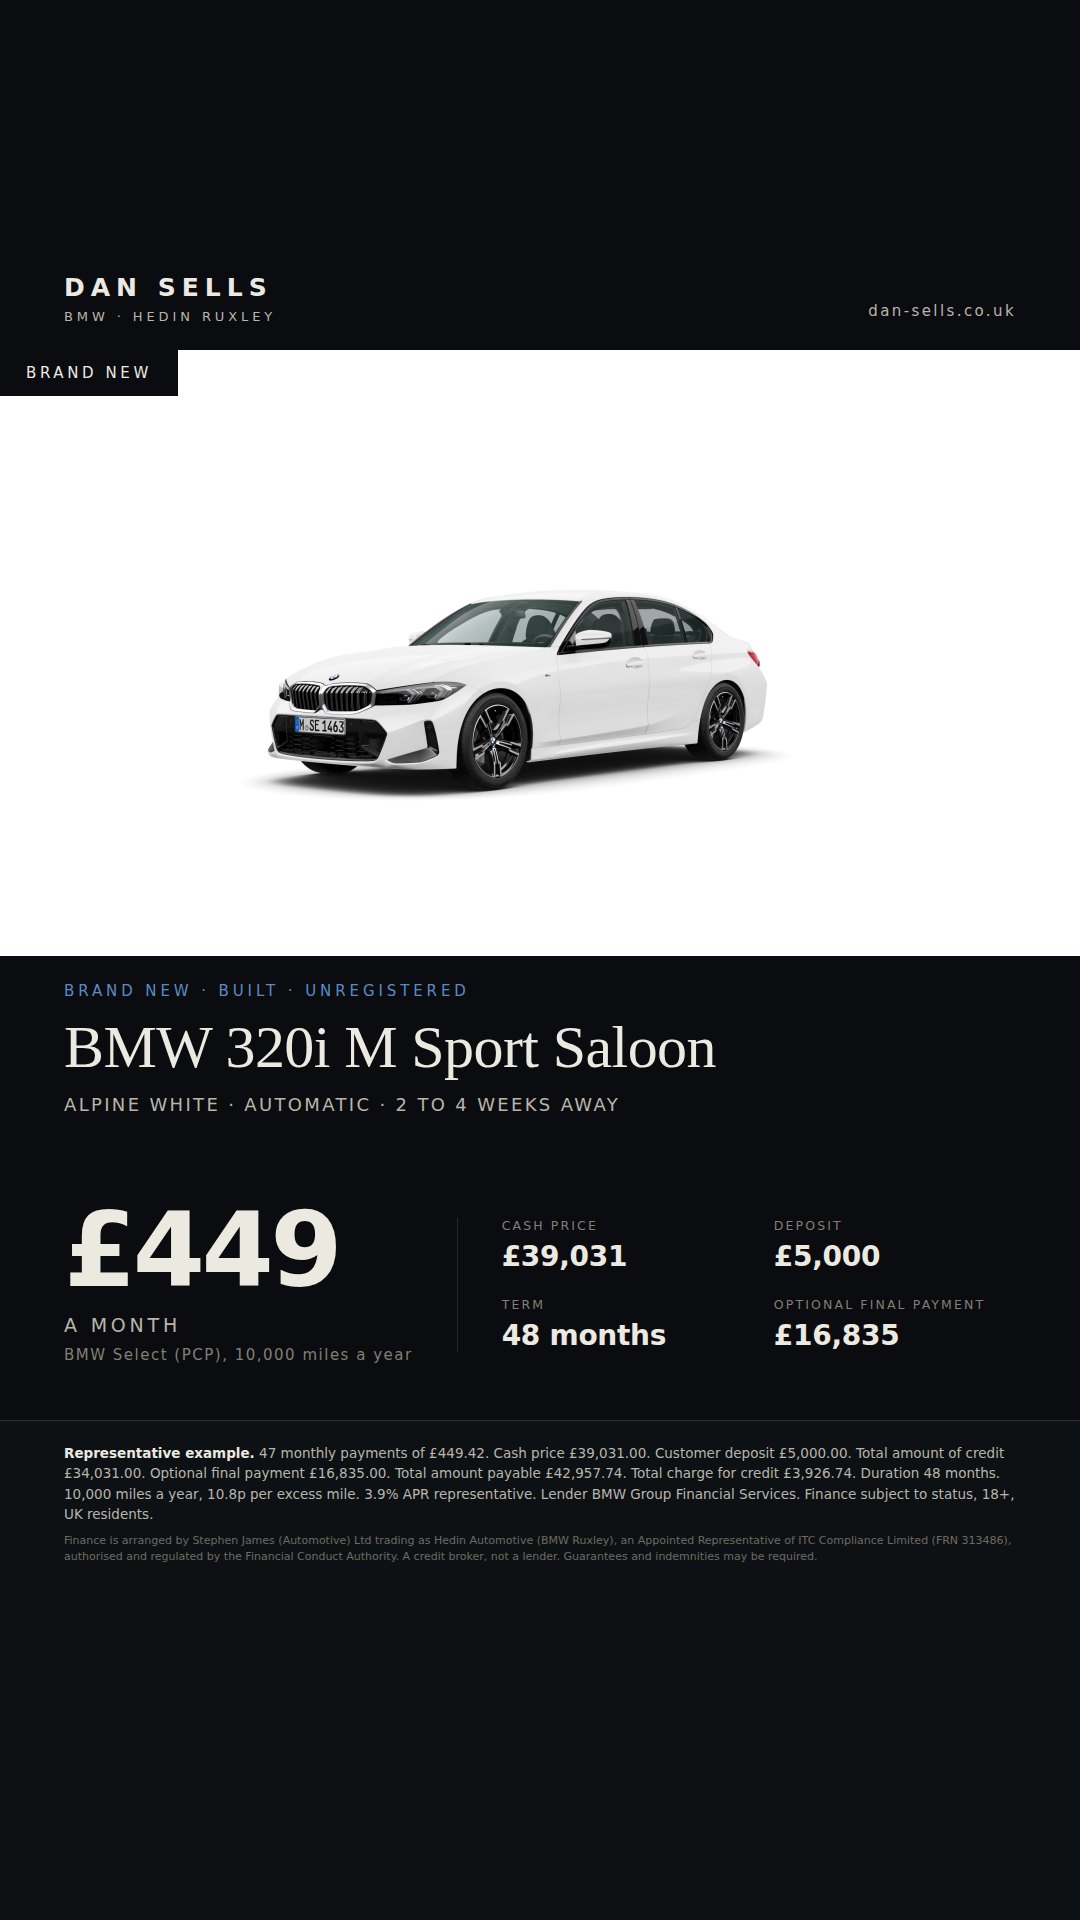 DAN SELLS
BMW · HEDIN RUXLEY
dan-sells.co.uk
BRAND NEW
M SE 1463
BRAND NEW · BUILT · UNREGISTERED
BMW 320i M Sport Saloon
ALPINE WHITE · AUTOMATIC · 2 TO 4 WEEKS AWAY
£449
A MONTH
BMW Select (PCP), 10,000 miles a year
CASH PRICE
£39,031
DEPOSIT
£5,000
TERM
48 months
OPTIONAL FINAL PAYMENT
£16,835
Representative example. 47 monthly payments of £449.42. Cash price £39,031.00. Customer deposit £5,000.00. Total amount of credit
£34,031.00. Optional final payment £16,835.00. Total amount payable £42,957.74. Total charge for credit £3,926.74. Duration 48 months.
10,000 miles a year, 10.8p per excess mile. 3.9% APR representative. Lender BMW Group Financial Services. Finance subject to status, 18+,
UK residents.
Finance is arranged by Stephen James (Automotive) Ltd trading as Hedin Automotive (BMW Ruxley), an Appointed Representative of ITC Compliance Limited (FRN 313486),
authorised and regulated by the Financial Conduct Authority. A credit broker, not a lender. Guarantees and indemnities may be required.